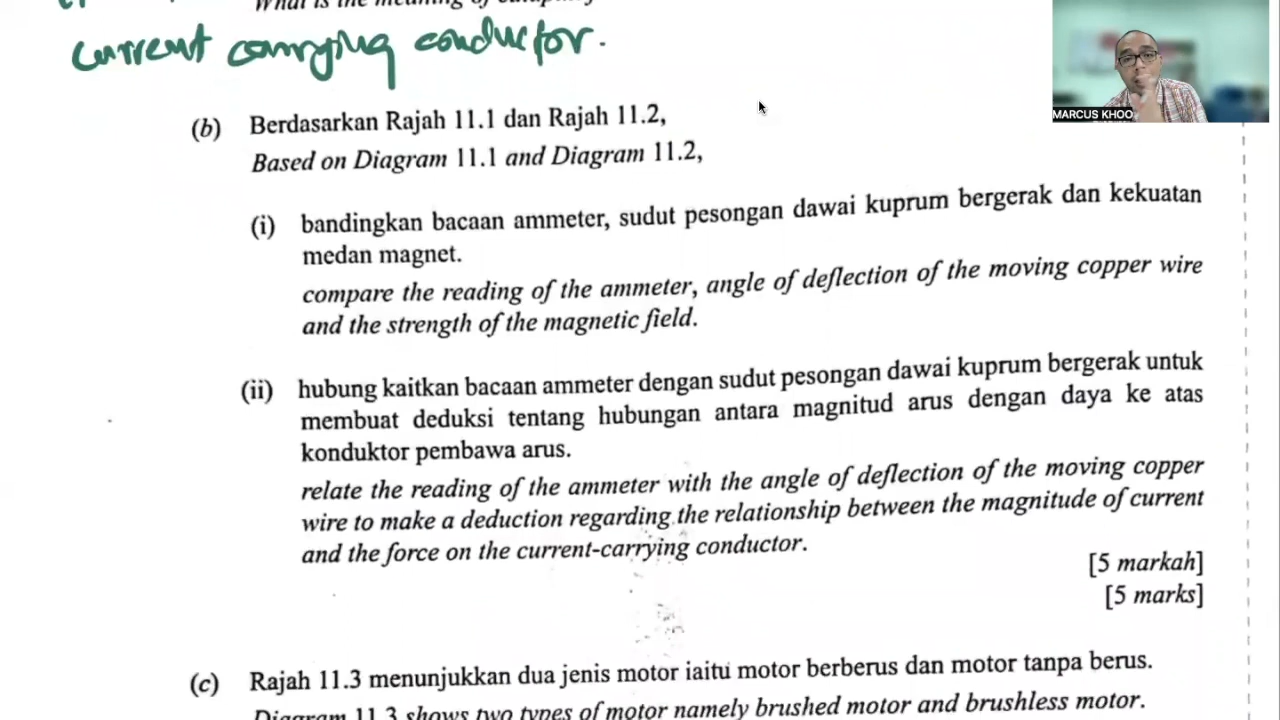 What is the meaning of catapult
current carrying conductor.
MARCUS KHOO
(b) Berdasarkan Rajah 11.1 dan Rajah 11.2,
Based on Diagram 11.1 and Diagram 11.2,
(i) bandingkan bacaan ammeter, sudut pesongan dawai kuprum bergerak dan kekuatan
medan magnet.
compare the reading of the ammeter, angle of deflection of the moving copper wire
and the strength of the magnetic field.
(ii) hubung kaitkan bacaan ammeter dengan sudut pesongan dawai kuprum bergerak untuk
membuat deduksi tentang hubungan antara magnitud arus dengan daya ke atas
konduktor pembawa arus.
relate the reading of the ammeter with the angle of deflection of the moving copper
wire to make a deduction regarding the relationship between the magnitude of current
and the force on the current-carrying conductor.
[5 markah]
[5 marks]
(c) Rajah 11.3 menunjukkan dua jenis motor iaitu motor berberus dan motor tanpa berus.
Diagram 11.3 shows two types of motor namely brushed motor and brushless motor.